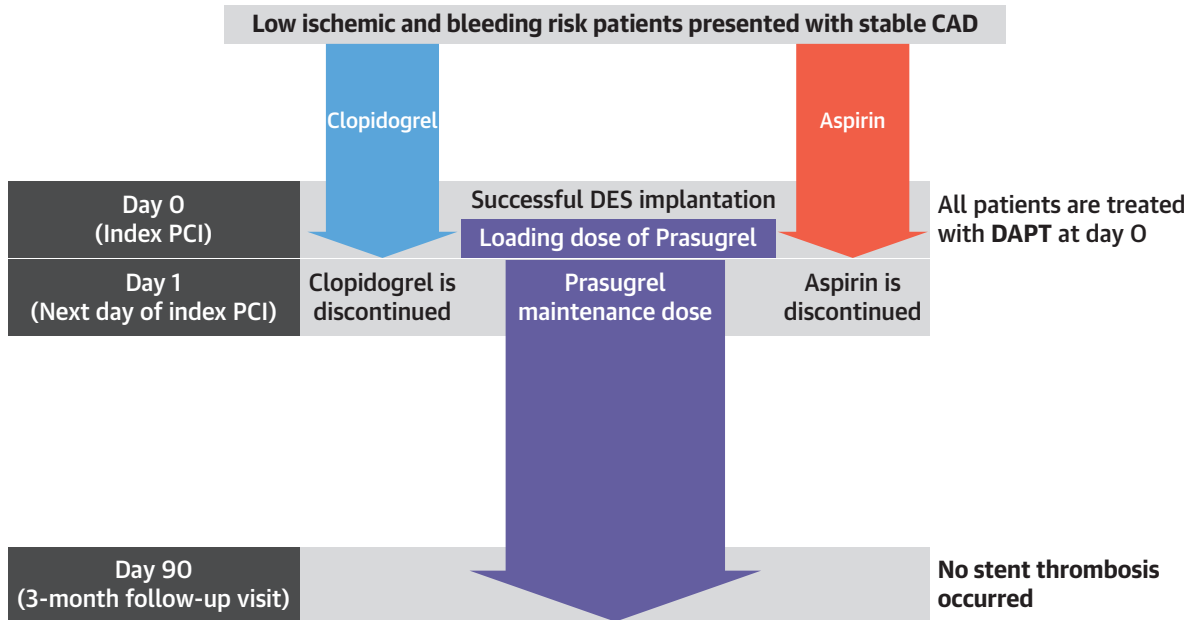 Low ischemic and bleeding risk patients presented with stable CAD
Clopidogrel
Aspirin
Day 0
(Index PCI)
Successful DES implantation
Loading dose of Prasugrel
All patients are treated
with DAPT at day 0
Day 1
(Next day of index PCI)
Clopidogrel is
discontinued
Prasugrel
maintenance dose
Aspirin is
discontinued
Day 90
(3-month follow-up visit)
No stent thrombosis
occurred